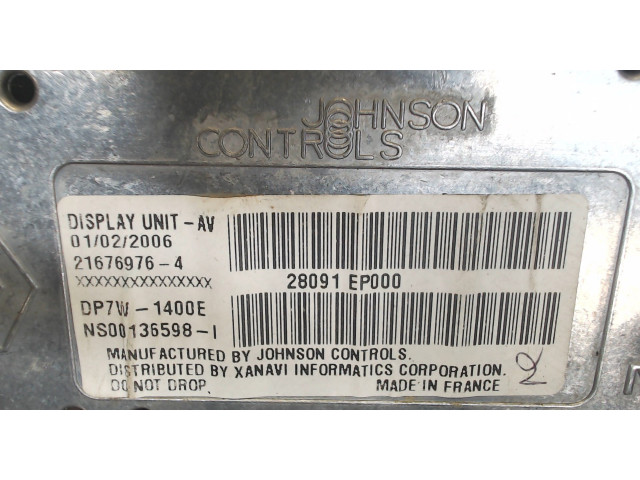 JOHNSON
CONTROLS
DISPLAY UNIT - AV
01/02/2006
21676976-4
XXXXXXXXXXXXXXX
28091 EP000
DP7W-1400E
NS00136598-I
MANUFACTURED BY JOHNSON CONTROLS.
DISTRIBUTED BY XANAVI INFORMATICS CORPORATION.
DO NOT DROP. MADE IN FRANCE